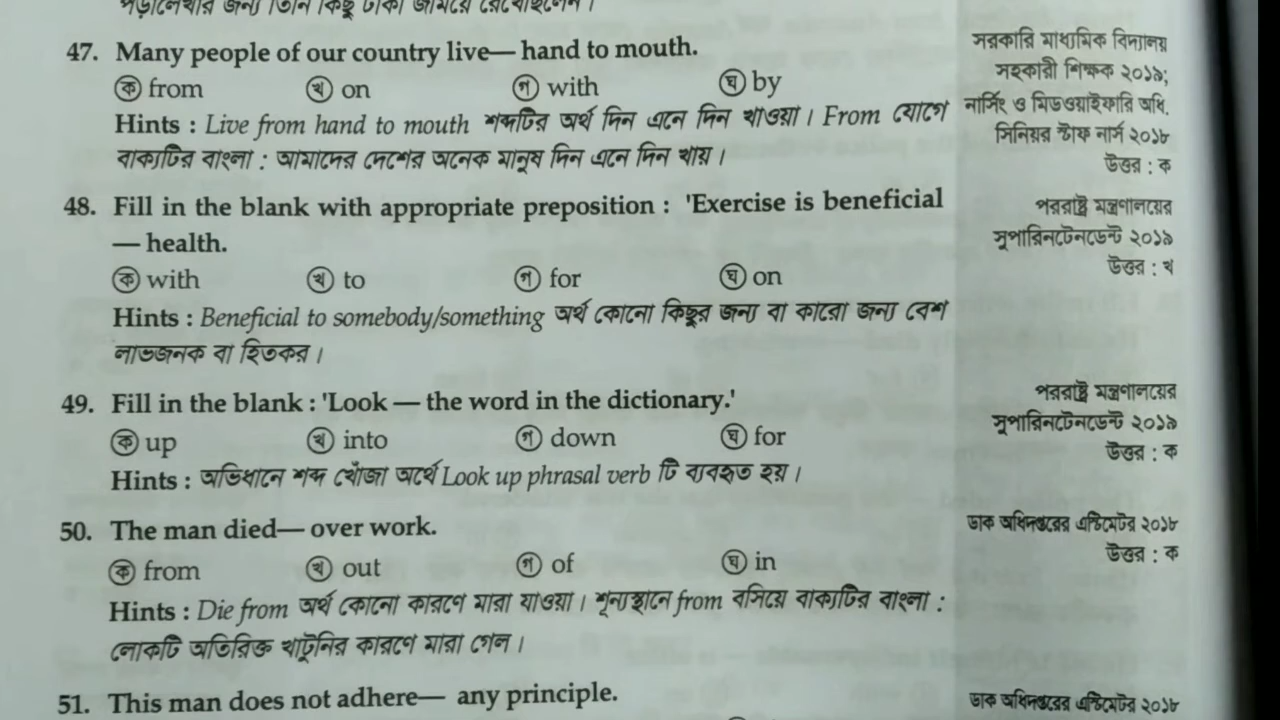 পড়ালেখার জন্য তিনি কিছু টাকা জমিয়ে রেখেছিলেন।
47. Many people of our country live— hand to mouth.
ⓚ from ⓚ on ⓖ with ⓖ by
Hints : Live from hand to mouth শব্দটির অর্থ দিন এনে দিন খাওয়া। From যোগে
বাক্যটির বাংলা : আমাদের দেশের অনেক মানুষ দিন এনে দিন খায়।
সরকারি মাধ্যমিক বিদ্যালয়
সহকারী শিক্ষক ২০১৯;
নার্সিং ও মিডওয়াইফারি অধি.
সিনিয়র স্টাফ নার্স ২০১৮
উত্তর : ক
48. Fill in the blank with appropriate preposition : 'Exercise is beneficial
— health.
ক with খ to গ for ঘ on
Hints : Beneficial to somebody/something অর্থ কোনো কিছুর জন্য বা কারো জন্য বেশ
লাভজনক বা হিতকর।
পররাষ্ট্র মন্ত্রণালয়ের
সুপারিনটেনডেন্ট ২০১৯
উত্তর : খ
49. Fill in the blank : 'Look — the word in the dictionary.'
ক up খ into গ down ঘ for
Hints : অভিধানে শব্দ খোঁজা অর্থে Look up phrasal verb টি ব্যবহৃত হয়।
পররাষ্ট্র মন্ত্রণালয়ের
সুপারিনটেনডেন্ট ২০১৯
উত্তর : ক
50. The man died— over work.
ক from খ out গ of ঘ in
Hints : Die from অর্থ কোনো কারণে মারা যাওয়া। শূন্যস্থানে from বসিয়ে বাক্যটির বাংলা :
লোকটি অতিরিক্ত খাটুনির কারণে মারা গেল।
ডাক অধিদপ্তরের এস্টিমেটর ২০১৮
উত্তর : ক
51. This man does not adhere— any principle.
ডাক অধিদপ্তরের এস্টিমেটর ২০১৮